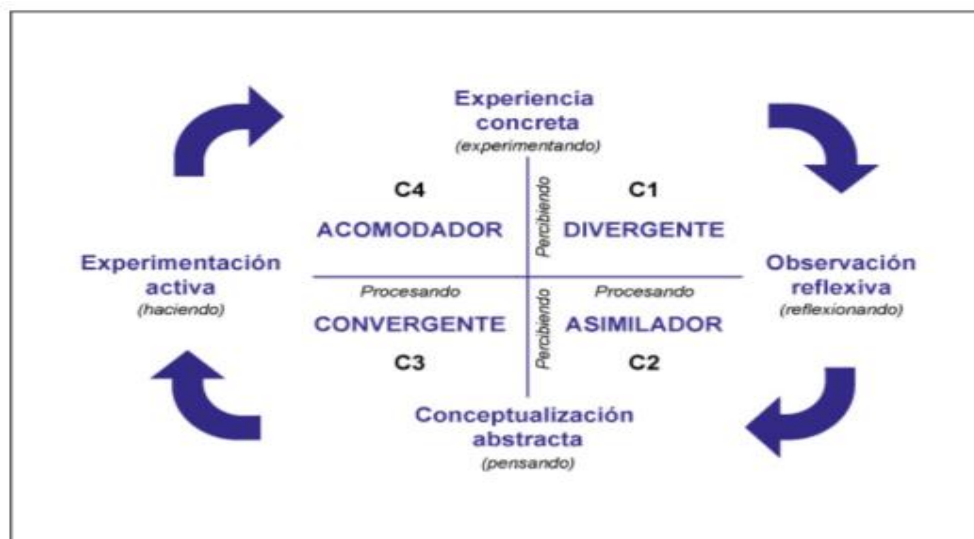 Experiencia
concreta
(experimentando)
C4
C1
Percibiendo
ACOMODADOR
DIVERGENTE
Experimentación
activa
(haciendo)
Observación
reflexiva
(reflexionando)
Procesando
Procesando
CONVERGENTE
Percibiendo
ASIMILADOR
C3
C2
Conceptualización
abstracta
(pensando)